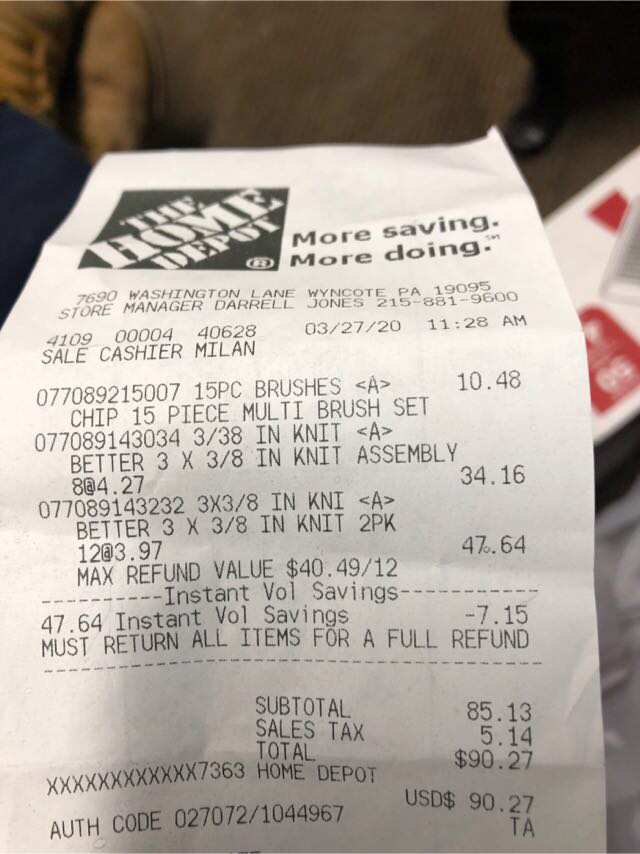 THE
HOME
DEPOT
®
More saving.
More doing.℠
7690 WASHINGTON LANE WYNCOTE PA 19095
STORE MANAGER DARRELL JONES 215-881-9600
4109 00004 40628 03/27/20 11:28 AM
SALE CASHIER MILAN
077089215007 15PC BRUSHES <A> 10.48
CHIP 15 PIECE MULTI BRUSH SET
077089143034 3/38 IN KNIT <A>
BETTER 3 X 3/8 IN KNIT ASSEMBLY
8@4.27 34.16
077089143232 3X3/8 IN KNI <A>
BETTER 3 X 3/8 IN KNIT 2PK
12@3.97 47.64
MAX REFUND VALUE $40.49/12
----------Instant Vol Savings-----------
47.64 Instant Vol Savings -7.15
MUST RETURN ALL ITEMS FOR A FULL REFUND
----------------------------------------
SUBTOTAL 85.13
SALES TAX 5.14
TOTAL $90.27
XXXXXXXXXXXX7363 HOME DEPOT
USD$ 90.27
AUTH CODE 027072/1044967 TA